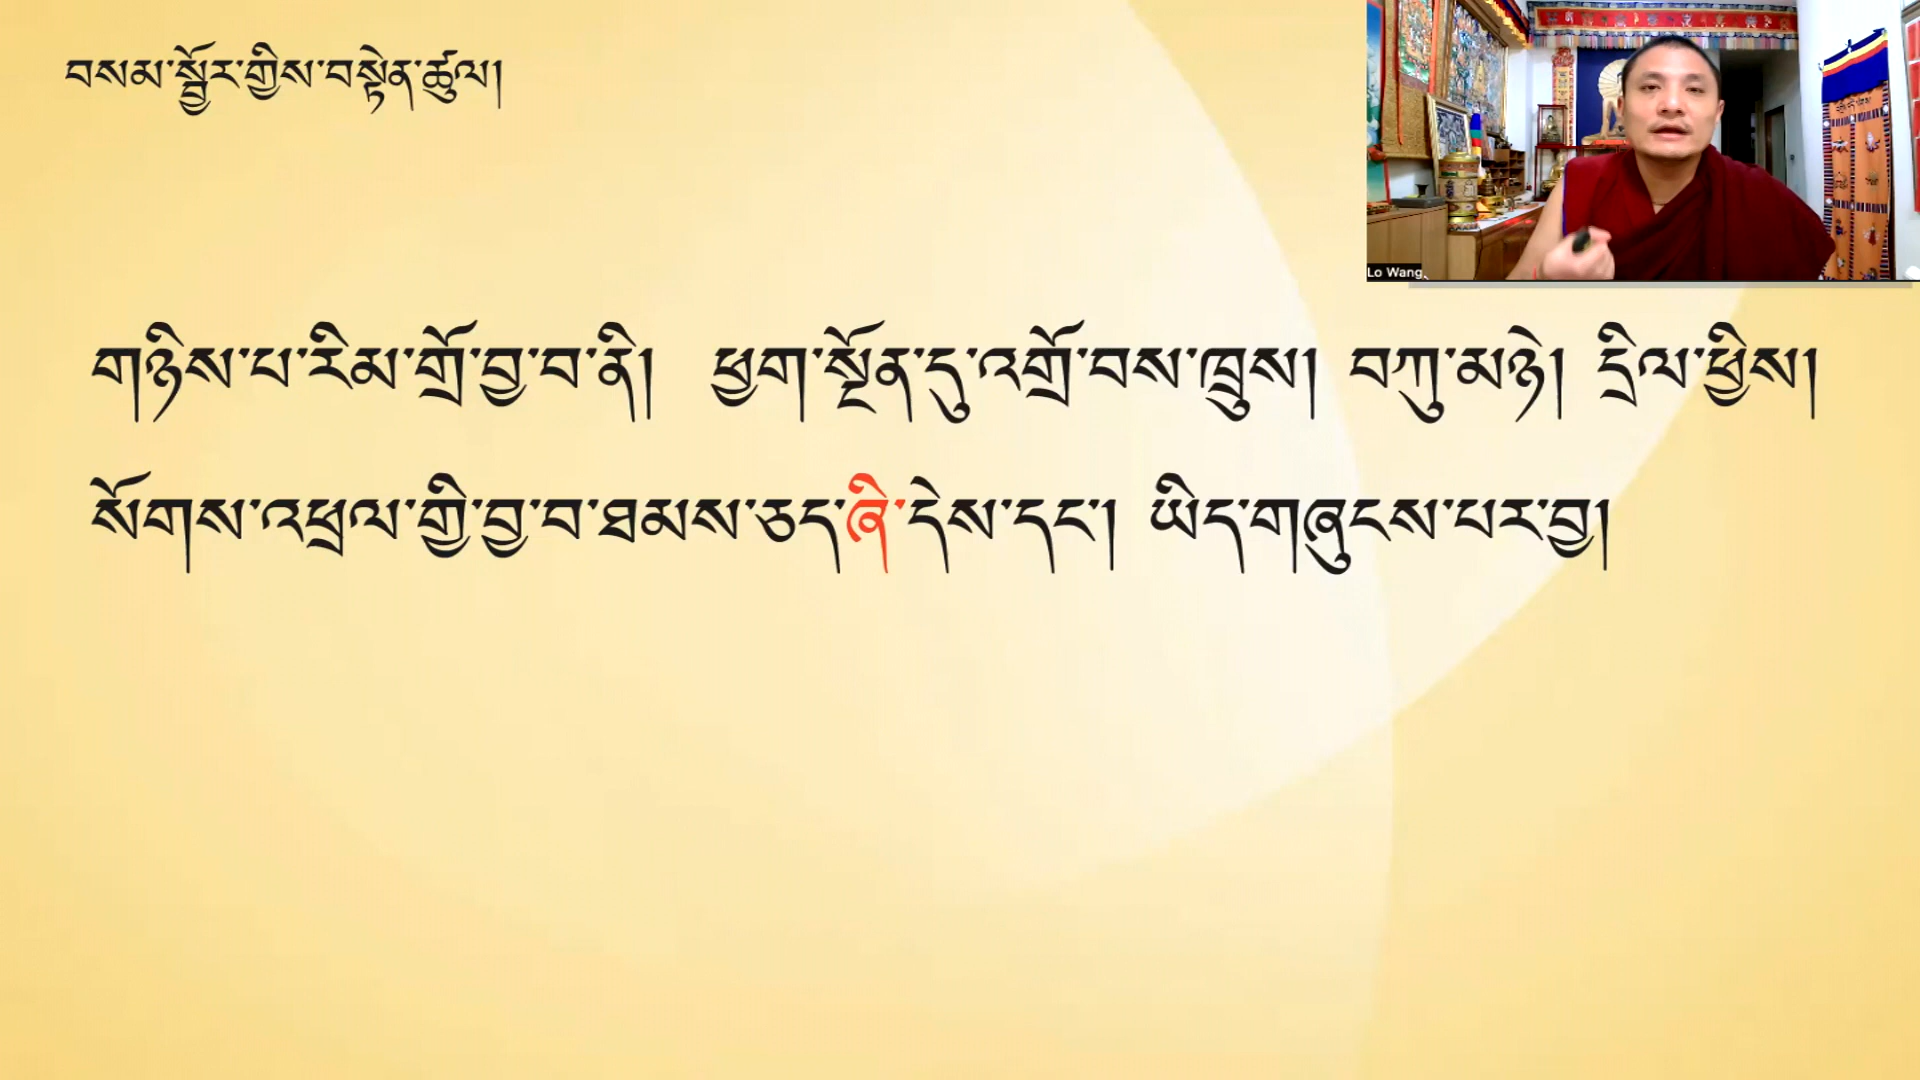 བསམ་སྦྱོར་གྱིས་བསྟེན་ཚུལ།
Lo Wang
གཉིས་པ་རིམ་གྲོ་བྱ་བ་ནི། ཕྱག་སྔོན་དུ་འགྲོ་བས་ཁྲུས། བཀུ་མཉེ། དྲིལ་ཕྱིས།
སོགས་འཕྲལ་གྱི་བྱ་བ་ཐམས་ཅད་ཞི་དེས་དང་། ཡིད་གཞུངས་པར་བྱ།